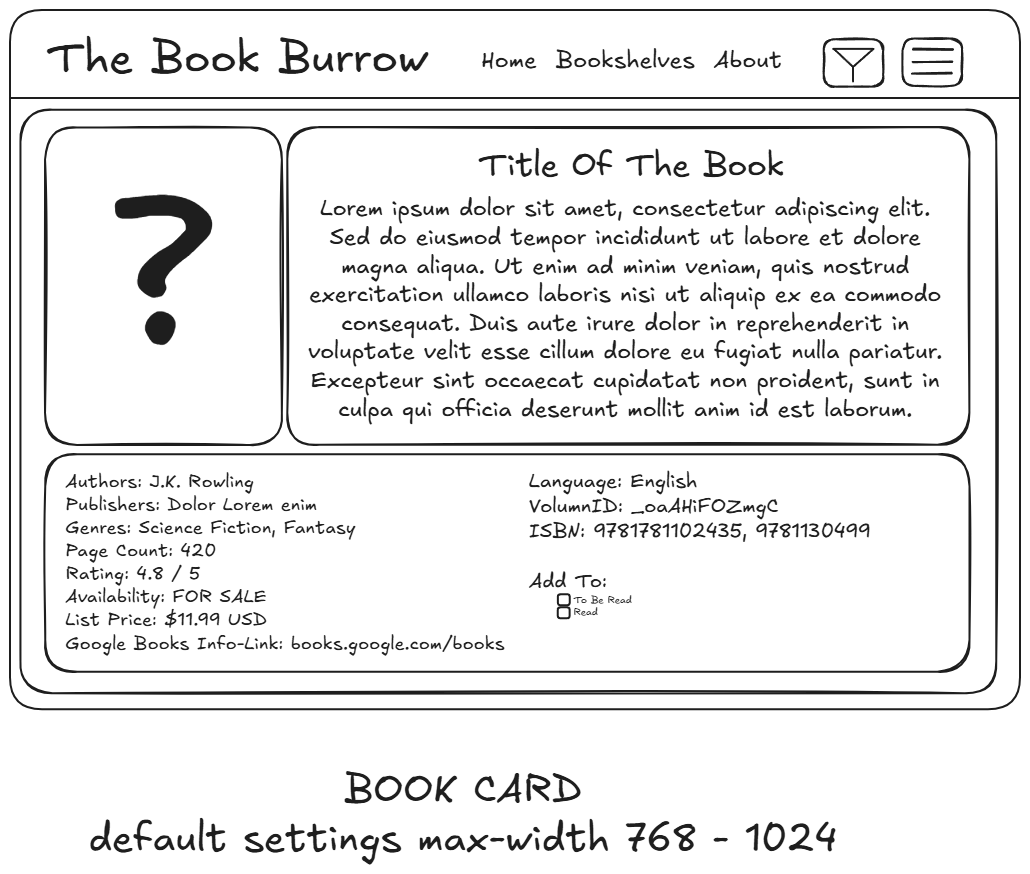 The Book Burrow
Home Bookshelves About
?
Title Of The Book
Lorem ipsum dolor sit amet, consectetur adipiscing elit.
Sed do eiusmod tempor incididunt ut labore et dolore
magna aliqua. Ut enim ad minim veniam, quis nostrud
exercitation ullamco laboris nisi ut aliquip ex ea commodo
consequat. Duis aute irure dolor in reprehenderit in
voluptate velit esse cillum dolore eu fugiat nulla pariatur.
Excepteur sint occaecat cupidatat non proident, sunt in
culpa qui officia deserunt mollit anim id est laborum.
Authors: J.K. Rowling
Publishers: Dolor Lorem enim
Genres: Science Fiction, Fantasy
Page Count: 420
Rating: 4.8 / 5
Availability: FOR SALE
List Price: $11.99 USD
Google Books Info-Link: books.google.com/books
Language: English
VolumnID: _oaAHiFOZmgC
ISBN: 9781781102435, 9781130499
Add To:
To Be Read
Read
BOOK CARD
default settings max-width 768 - 1024